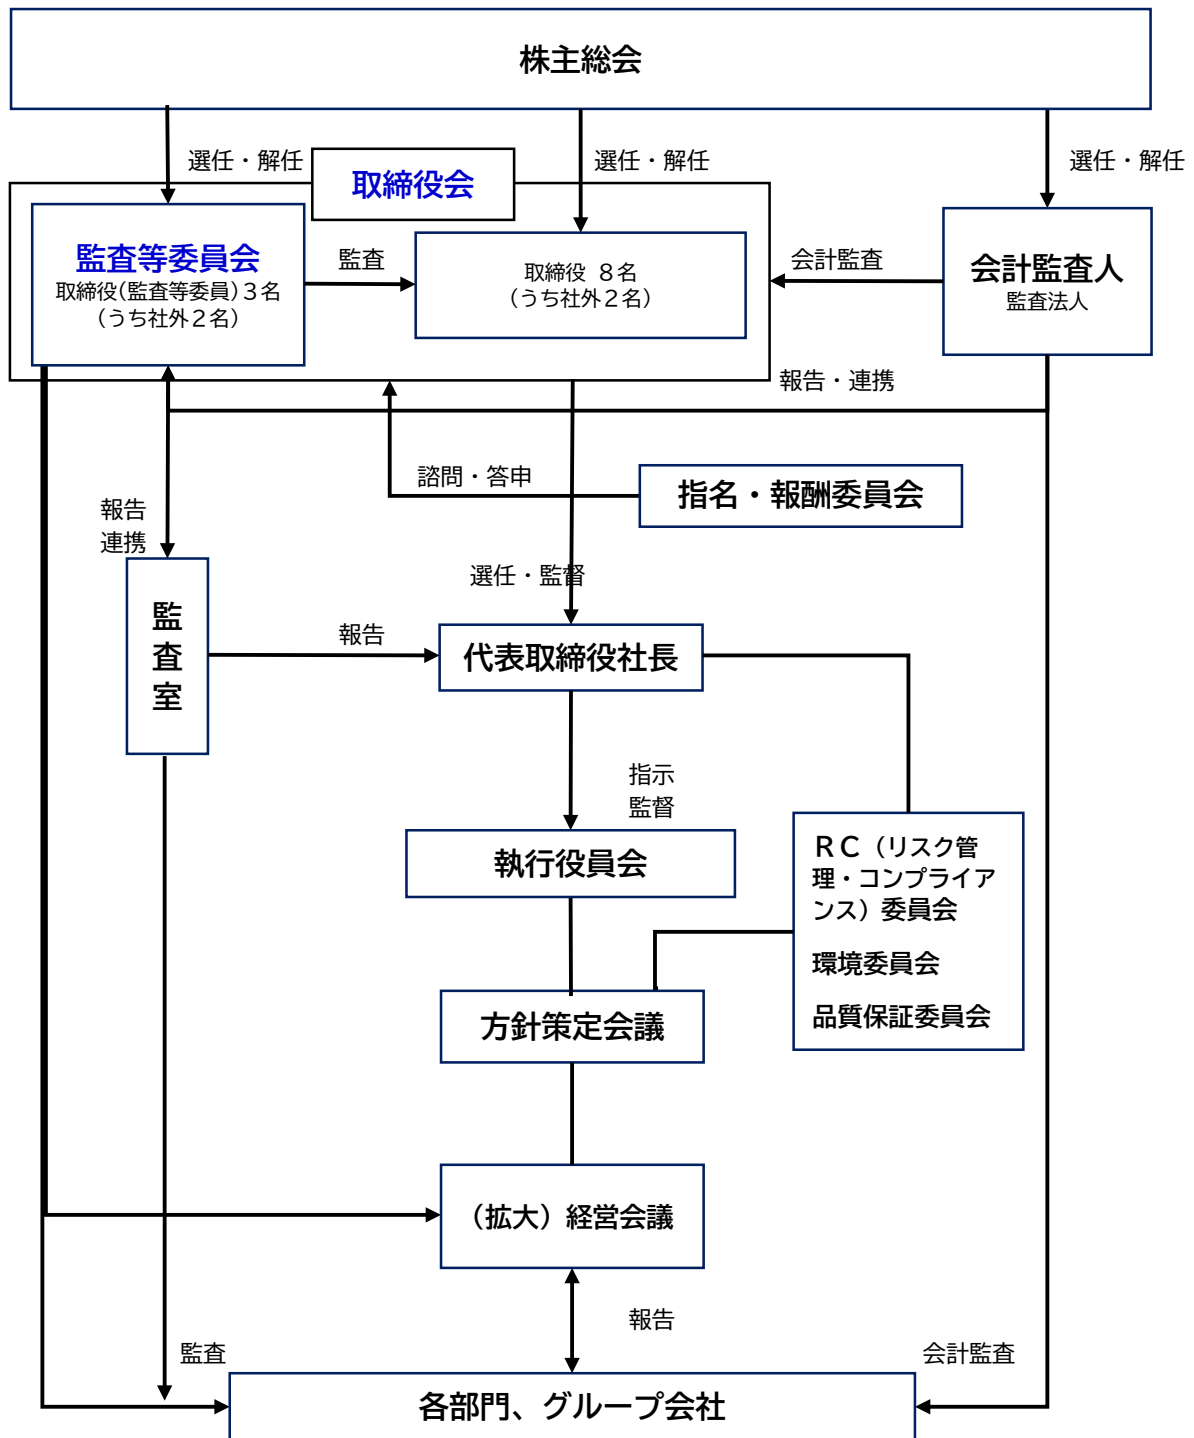 株主総会
選任・解任
選任・解任
選任・解任
取締役会
監査等委員会
取締役(監査等委員)3名
(うち社外2名)
監査
取締役 8名
(うち社外2名)
会計監査
会計監査人
監査法人
報告・連携
諮問・答申
指名・報酬委員会
報告
連携
選任・監督
監
査
室
報告
代表取締役社長
指示
監督
執行役員会
RC(リスク管
理・コンプライア
ンス)委員会
環境委員会
品質保証委員会
方針策定会議
(拡大)経営会議
報告
監査
会計監査
各部門、グループ会社